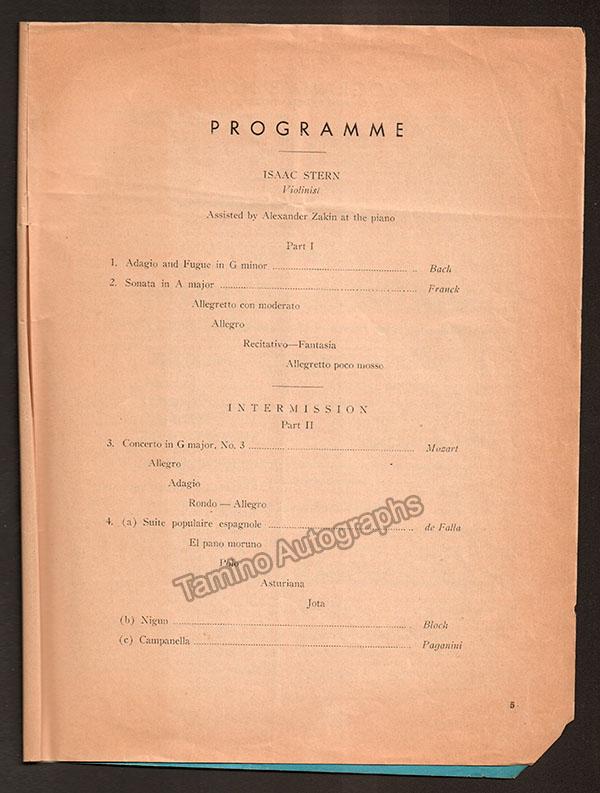 PROGRAMME
ISAAC STERN
Violinist
Assisted by Alexander Zakin at the piano
Part I
1. Adagio and Fugue in G minor .......... Bach
2. Sonata in A major .......... Franck
Allegretto con moderato
Allegro
Recitativo—Fantasia
Allegretto poco mosso
INTERMISSION
Part II
3. Concerto in G major, No. 3 .......... Mozart
Allegro
Adagio
Rondo — Allegro
4. (a) Suite populaire espagnole .......... de Falla
El pano moruno
Polo
Asturiana
Jota
(b) Nigun .......... Bloch
(c) Campanella .......... Paganini
Tamino Autographs
5